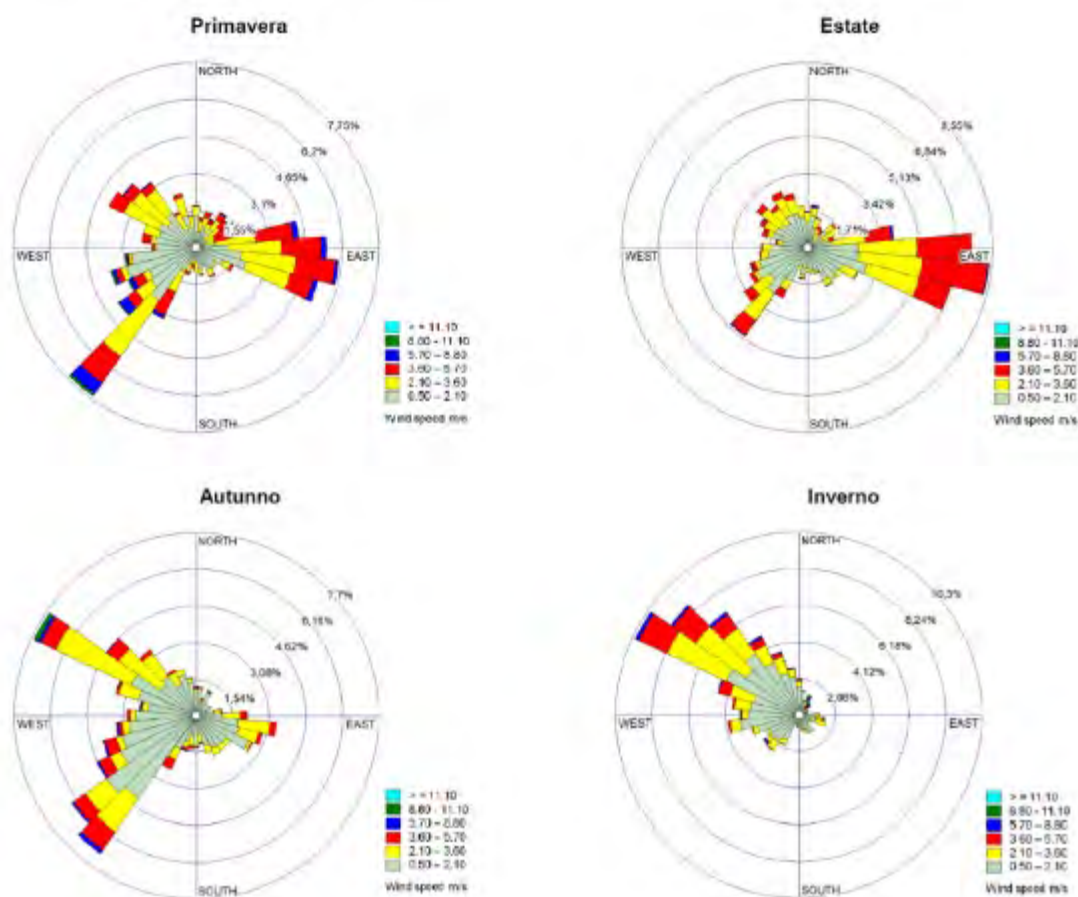 Primavera
NORTH
7,75%
6,2%
4,65%
3,1%
1,55%
WEST
EAST
SOUTH
> = 11.10
8.80 - 11.10
5.70 - 8.80
3.60 - 5.70
2.10 - 3.60
0.50 - 2.10
Wind speed m/s
Estate
NORTH
8,55%
6,84%
5,13%
3,42%
1,71%
WEST
EAST
SOUTH
> = 11.10
8.80 - 11.10
5.70 - 8.80
3.60 - 5.70
2.10 - 3.60
0.50 - 2.10
Wind speed m/s
Autunno
NORTH
7,7%
6,16%
4,62%
3,08%
1,54%
WEST
EAST
SOUTH
> = 11.10
8.80 - 11.10
5.70 - 8.80
3.60 - 5.70
2.10 - 3.60
0.50 - 2.10
Wind speed m/s
Inverno
NORTH
10,3%
8,24%
6,18%
4,12%
2,06%
WEST
EAST
SOUTH
> = 11.10
8.80 - 11.10
5.70 - 8.80
3.60 - 5.70
2.10 - 3.60
0.50 - 2.10
Wind speed m/s